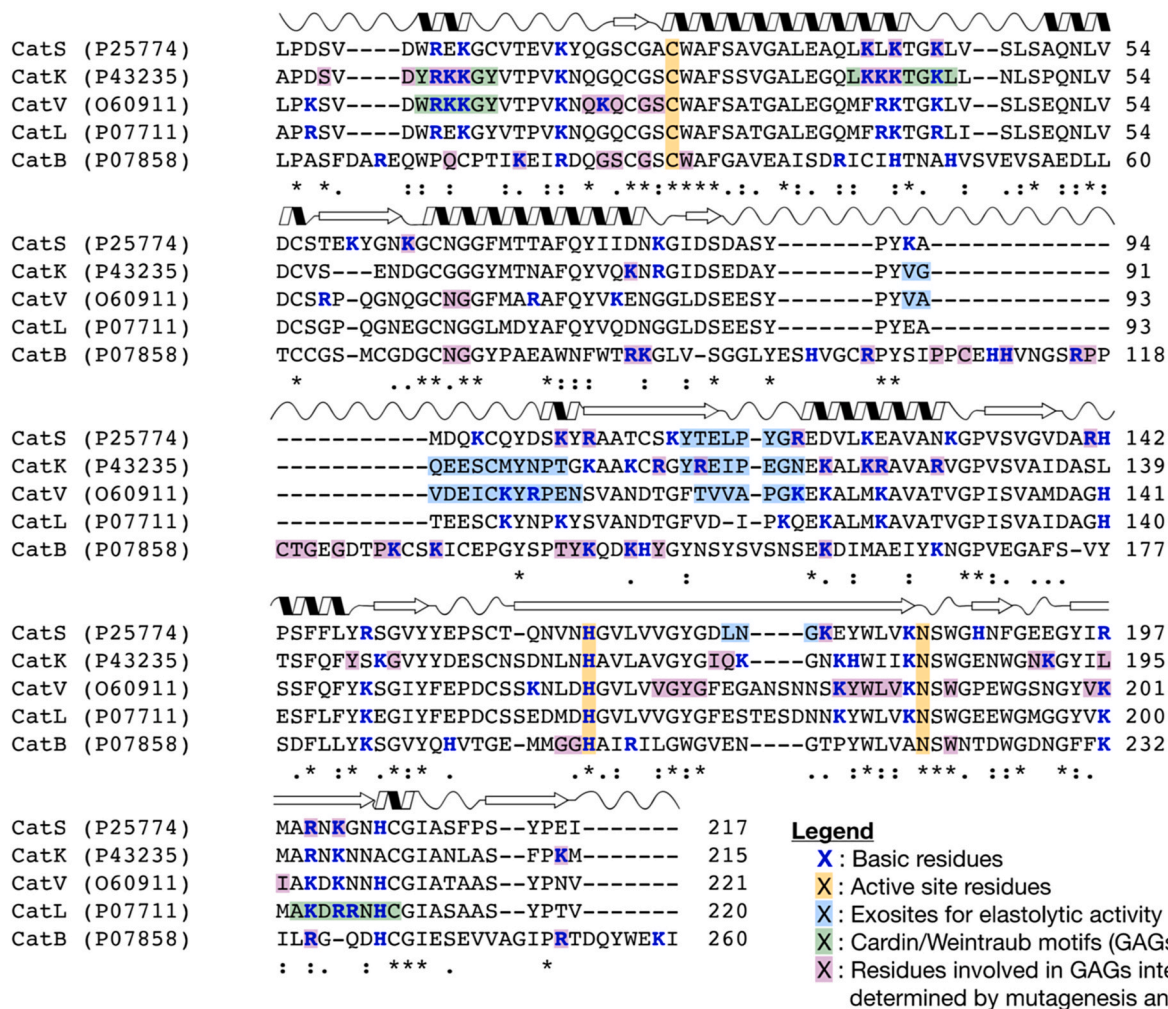 CatS (P25774) LPDSV----DWREKGCVTEVKYQGSCGACWAFSAVGALEAQLKLKTGKLV--SLSAQNLV 54
CatK (P43235) APDSV----DYRKKGYVTPVKNQGQCGSCWAFSSVGALEGQLKKKTGKLL--NLSPQNLV 54
CatV (O60911) LPKSV----DWRKKGYVTPVKNQKQCGSCWAFSATGALEGQMFRKTGKLV--SLSEQNLV 54
CatL (P07711) APRSV----DWREKGYVTPVKNQGQCGSCWAFSATGALEGQMFRKTGRLI--SLSEQNLV 54
CatB (P07858) LPASFDAREQWPQCPTIKEIRDQGSCGSCWAFGAVEAISDRICIHTNAHVSVEVSAEDLL 60
* *. :: : :. :: * .**:****.:. *:. : :.. * . : .:* ::*:
CatS (P25774) DCSTEKYGNKGCNGGFMTTAFQYIIDNKGIDSDASY-------PYKA------------- 94
CatK (P43235) DCVS---ENDGCGGGYMTNAFQYVQKNRGIDSEDAY-------PYVG------------- 91
CatV (O60911) DCSRP-QGNQGCNGGFMARAFQYVKENGGLDSEESY-------PYVA------------- 93
CatL (P07711) DCSGP-QGNEGCNGGLMDYAFQYVQDNGGLDSEESY-------PYEA------------- 93
CatB (P07858) TCCGS-MCGDGCNGGYPAEAWNFWTRKGLV-SGGLYESHVGCRPYSIPPCEHHVNGSRPP 118
* ..**.** *::: : : * * **
CatS (P25774) -----------MDQKCQYDSKYRAATCSKYTELP-YGREDVLKEAVANKGPVSVGVDARH 142
CatK (P43235) -----------QEESCMYNPTGKAAKCRGYREIP-EGNEKALKRAVARVGPVSVAIDASL 139
CatV (O60911) -----------VDEICKYRPENSVANDTGFTVVA-PGKEKALMKAVATVGPISVAMDAGH 141
CatL (P07711) -----------TEESCKYNPKYSVANDTGFVD-I-PKQEKALMKAVATVGPISVAIDAGH 140
CatB (P07858) CTGEGDTPKCSKICEPGYSPTYKQDKHYGYNSYSVSNSEKDIMAEIYKNGPVEGAFS-VY 177
* . : *. : : **:. ...
CatS (P25774) PSFFLYRSGVYYEPSCT-QNVNHGVLVVGYGDLN----GKEYWLVKNSWGHNFGEEGYIR 197
CatK (P43235) TSFQFYSKGVYYDESCNSDNLNHAVLAVGYGIQK----GNKHWIIKNSWGENWGNKGYIL 195
CatV (O60911) SSFQFYKSGIYFEPDCSSKNLDHGVLVVGYGFEGANSNNSKYWLVKNSWGPEWGSNGYVK 201
CatL (P07711) ESFLFYKEGIYFEPDCSSEDMDHGVLVVGYGFESTESDNNKYWLVKNSWGEEWGMGGYVK 200
CatB (P07858) SDFLLYKSGVYQHVTGE-MMGGHAIRILGWGVEN----GTPYWLVANSWNTDWGDNGFFK 232
.* :* .*:* . *.: :*:** .. :*:: ***. ::* *:.
CatS (P25774) MARNKGNHCGIASFPS--YPEI------- 217
CatK (P43235) MARNKNNACGIANLAS--FPKM------- 215
CatV (O60911) IAKDKNNHCGIATAAS--YPNV------- 221
CatL (P07711) MAKDRRNHCGIASAAS--YPTV------- 220
CatB (P07858) ILRG-QDHCGIESEVVAGIPRTDQYWEKI 260
: :. : *** . *
Legend
X : Basic residues
X : Active site residues
X : Exosites for elastolytic activity
X : Cardin/Weintraub motifs (GAGs
X : Residues involved in GAGs inte
determined by mutagenesis an